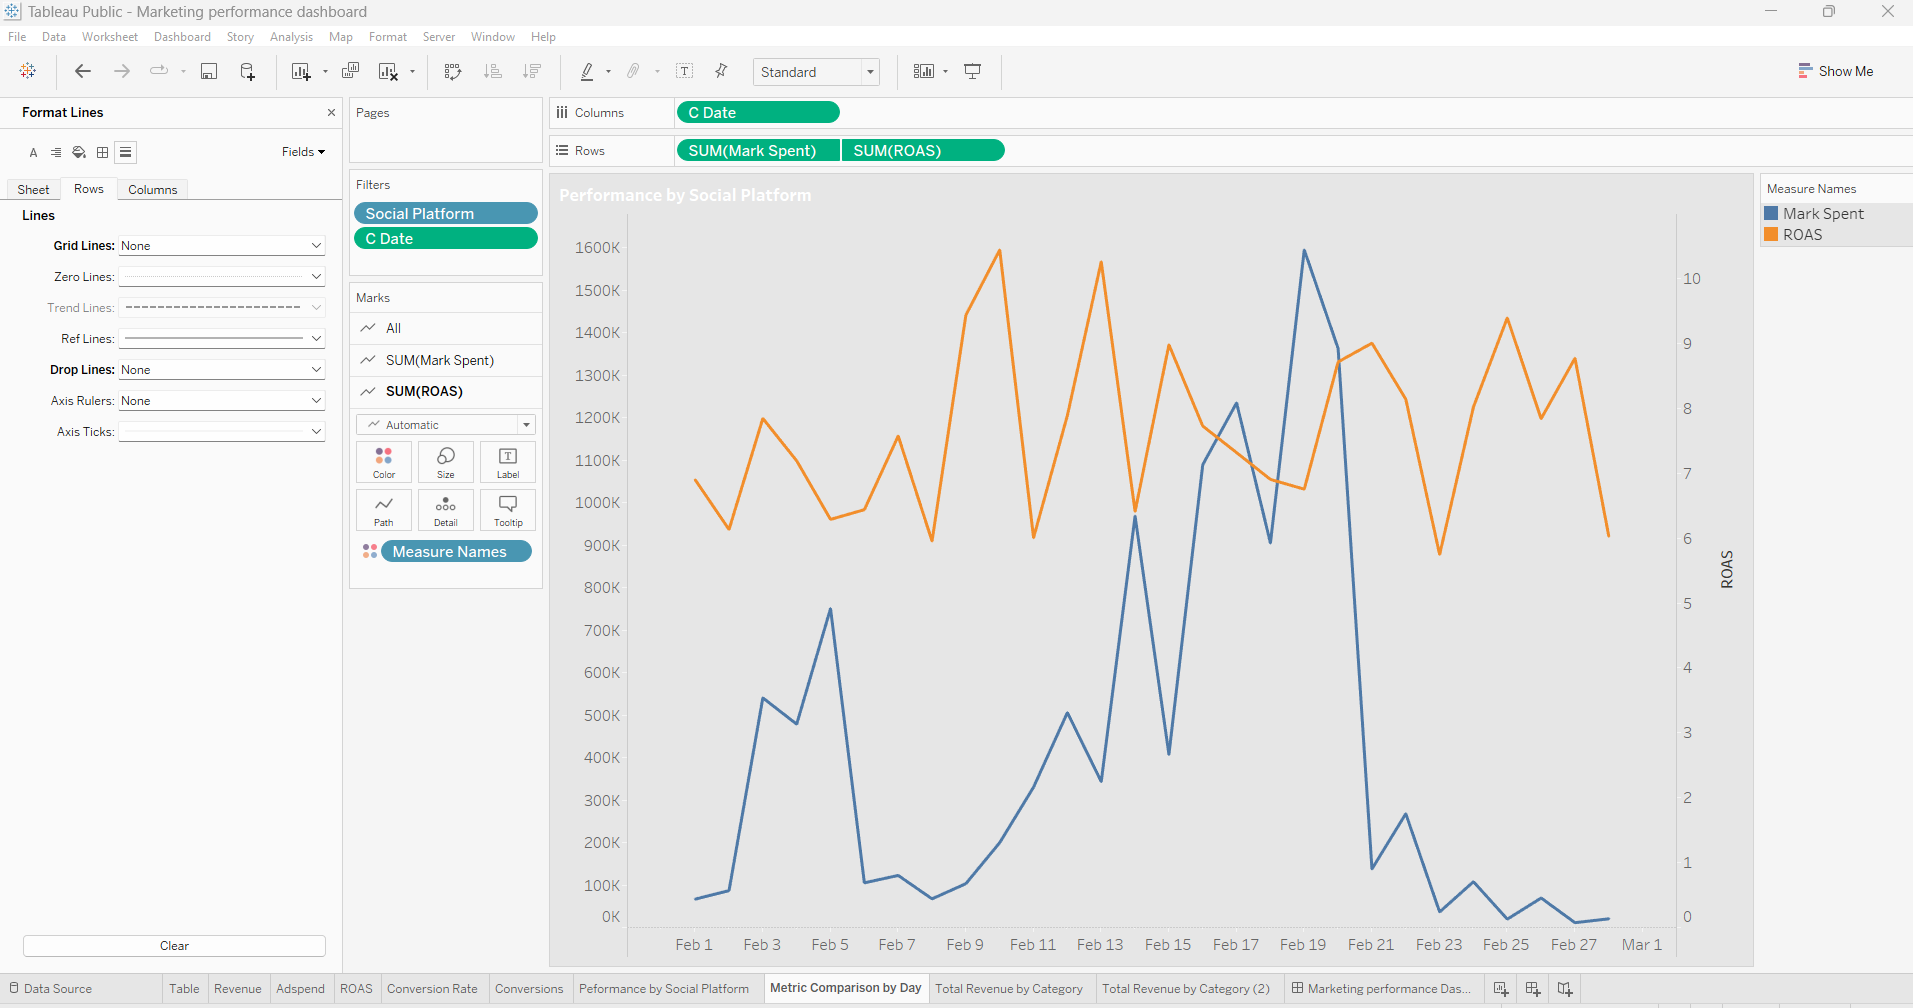 Tableau Public - Marketing performance dashboard
File Data Worksheet Dashboard Story Analysis Map Format Server Window Help
Standard
Show Me
Format Lines
Fields
Sheet Rows Columns
Lines
Grid Lines: None
Zero Lines:
Trend Lines:
Ref Lines:
Drop Lines: None
Axis Rulers: None
Axis Ticks:
Clear
Pages
Filters
Social Platform
C Date
Marks
All
SUM(Mark Spent)
SUM(ROAS)
Automatic
Color Size Label
Path Detail Tooltip
Measure Names
Columns C Date
Rows SUM(Mark Spent) SUM(ROAS)
Performance by Social Platform
1600K
1500K
1400K
1300K
1200K
1100K
1000K
900K
800K
700K
600K
500K
400K
300K
200K
100K
0K
10
9
8
7
6
5
4
3
2
1
0
ROAS
Feb 1 Feb 3 Feb 5 Feb 7 Feb 9 Feb 11 Feb 13 Feb 15 Feb 17 Feb 19 Feb 21 Feb 23 Feb 25 Feb 27 Mar 1
Measure Names
Mark Spent
ROAS
Data Source Table Revenue Adspend ROAS Conversion Rate Conversions Peformance by Social Platform Metric Comparison by Day Total Revenue by Category Total Revenue by Category (2) Marketing performance Das...